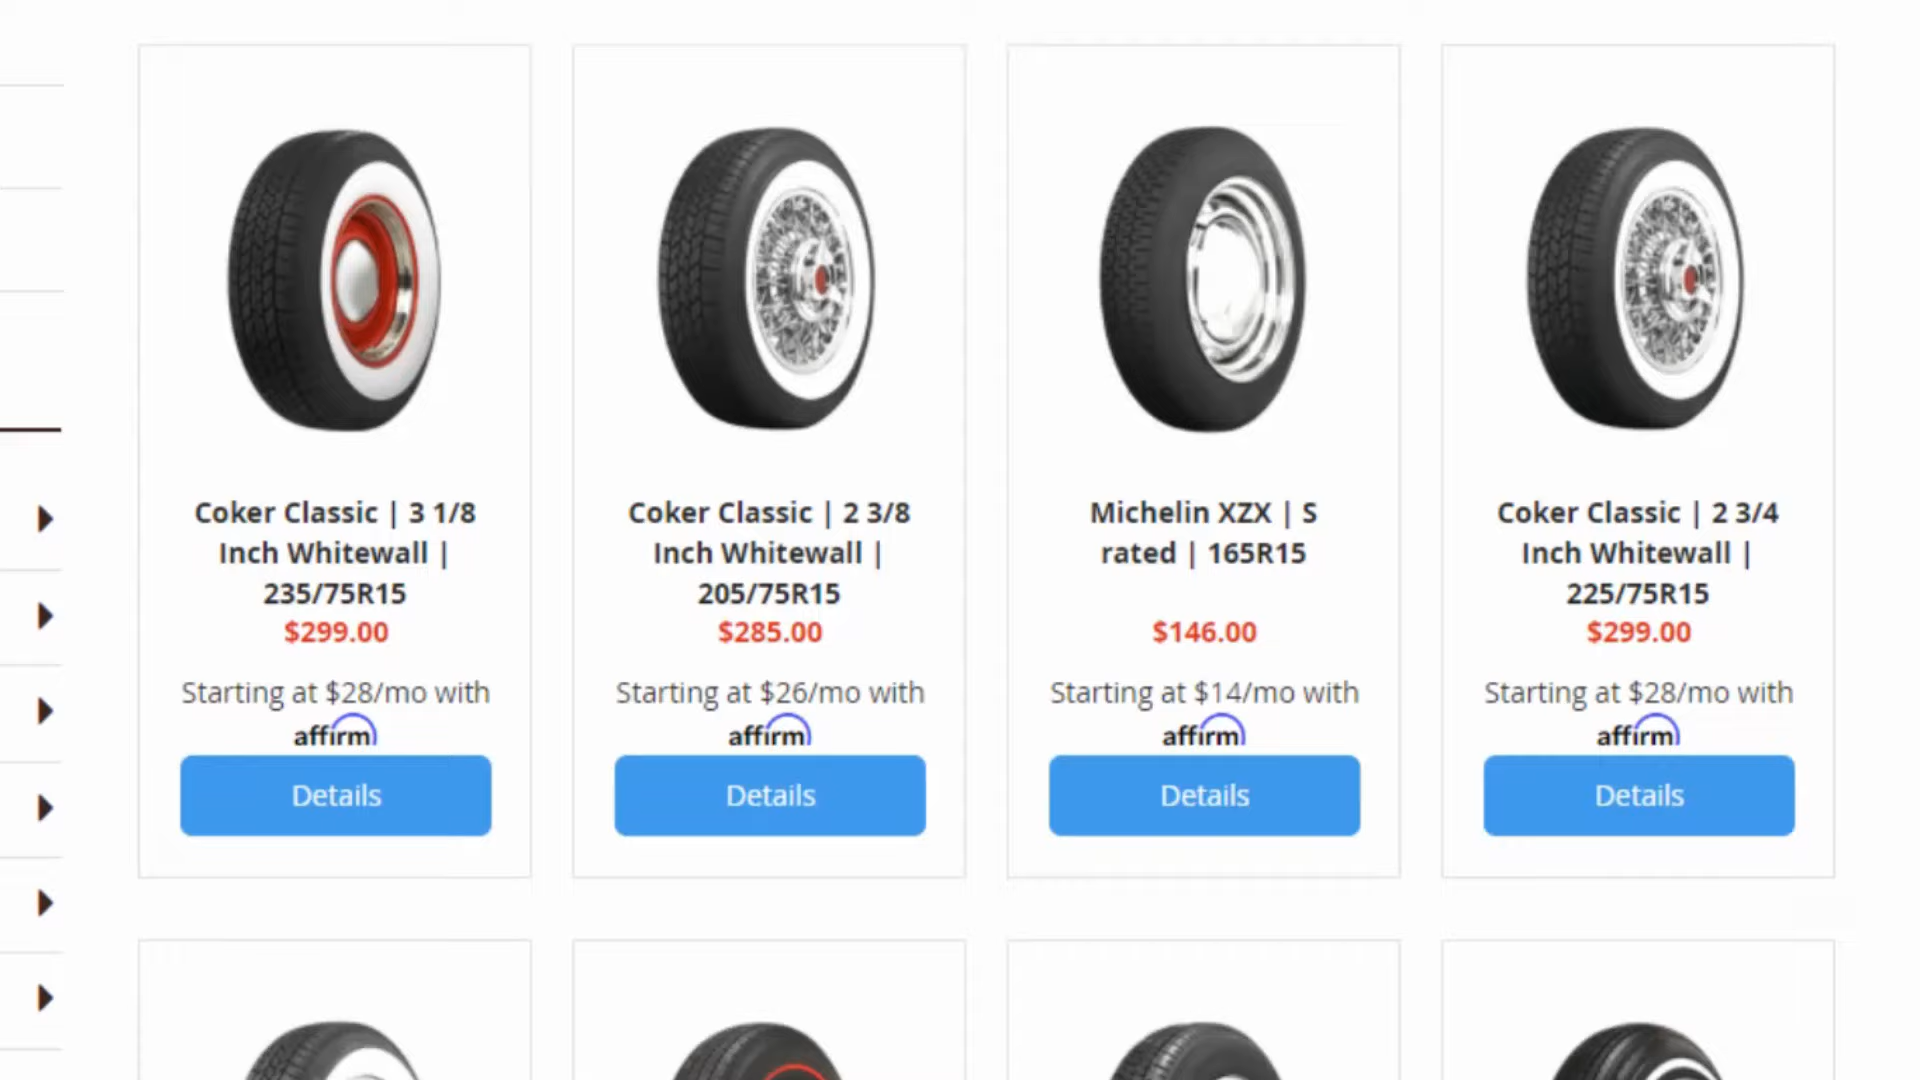 Coker Classic | 3 1/8
Inch Whitewall |
235/75R15
$299.00
Starting at $28/mo with
affirm
Details
Coker Classic | 2 3/8
Inch Whitewall |
205/75R15
$285.00
Starting at $26/mo with
affirm
Details
Michelin XZX | S
rated | 165R15
$146.00
Starting at $14/mo with
affirm
Details
Coker Classic | 2 3/4
Inch Whitewall |
225/75R15
$299.00
Starting at $28/mo with
affirm
Details